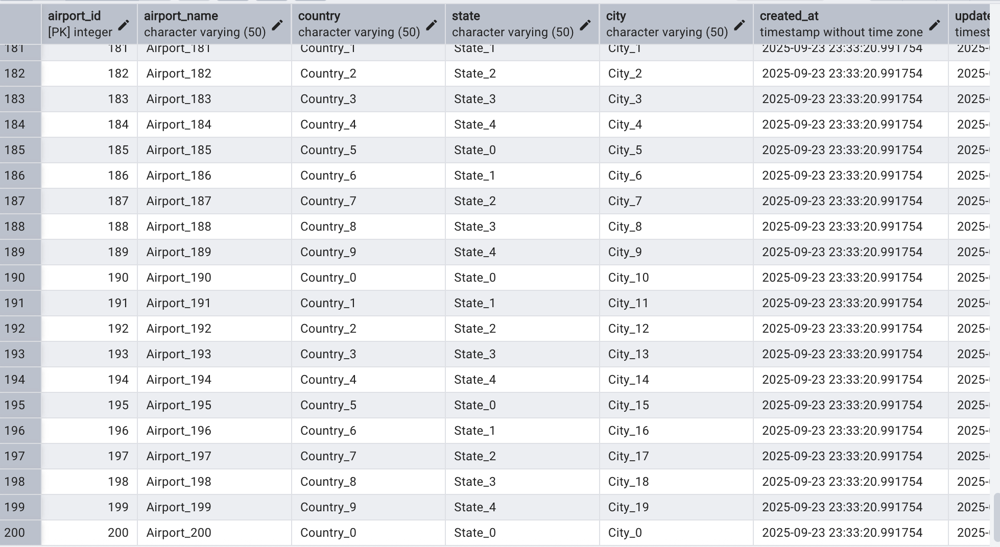 airport_id airport_name country state city created_at update
[PK] integer character varying (50) character varying (50) character varying (50) character varying (50) timestamp without time zone timest
181 181 Airport_181 Country_1 State_1 City_1 2025-09-23 23:33:20.991754 2025-
182 182 Airport_182 Country_2 State_2 City_2 2025-09-23 23:33:20.991754 2025-
183 183 Airport_183 Country_3 State_3 City_3 2025-09-23 23:33:20.991754 2025-
184 184 Airport_184 Country_4 State_4 City_4 2025-09-23 23:33:20.991754 2025-
185 185 Airport_185 Country_5 State_0 City_5 2025-09-23 23:33:20.991754 2025-
186 186 Airport_186 Country_6 State_1 City_6 2025-09-23 23:33:20.991754 2025-
187 187 Airport_187 Country_7 State_2 City_7 2025-09-23 23:33:20.991754 2025-
188 188 Airport_188 Country_8 State_3 City_8 2025-09-23 23:33:20.991754 2025-
189 189 Airport_189 Country_9 State_4 City_9 2025-09-23 23:33:20.991754 2025-
190 190 Airport_190 Country_0 State_0 City_10 2025-09-23 23:33:20.991754 2025-
191 191 Airport_191 Country_1 State_1 City_11 2025-09-23 23:33:20.991754 2025-
192 192 Airport_192 Country_2 State_2 City_12 2025-09-23 23:33:20.991754 2025-
193 193 Airport_193 Country_3 State_3 City_13 2025-09-23 23:33:20.991754 2025-
194 194 Airport_194 Country_4 State_4 City_14 2025-09-23 23:33:20.991754 2025-
195 195 Airport_195 Country_5 State_0 City_15 2025-09-23 23:33:20.991754 2025-
196 196 Airport_196 Country_6 State_1 City_16 2025-09-23 23:33:20.991754 2025-
197 197 Airport_197 Country_7 State_2 City_17 2025-09-23 23:33:20.991754 2025-
198 198 Airport_198 Country_8 State_3 City_18 2025-09-23 23:33:20.991754 2025-
199 199 Airport_199 Country_9 State_4 City_19 2025-09-23 23:33:20.991754 2025-
200 200 Airport_200 Country_0 State_0 City_0 2025-09-23 23:33:20.991754 2025-